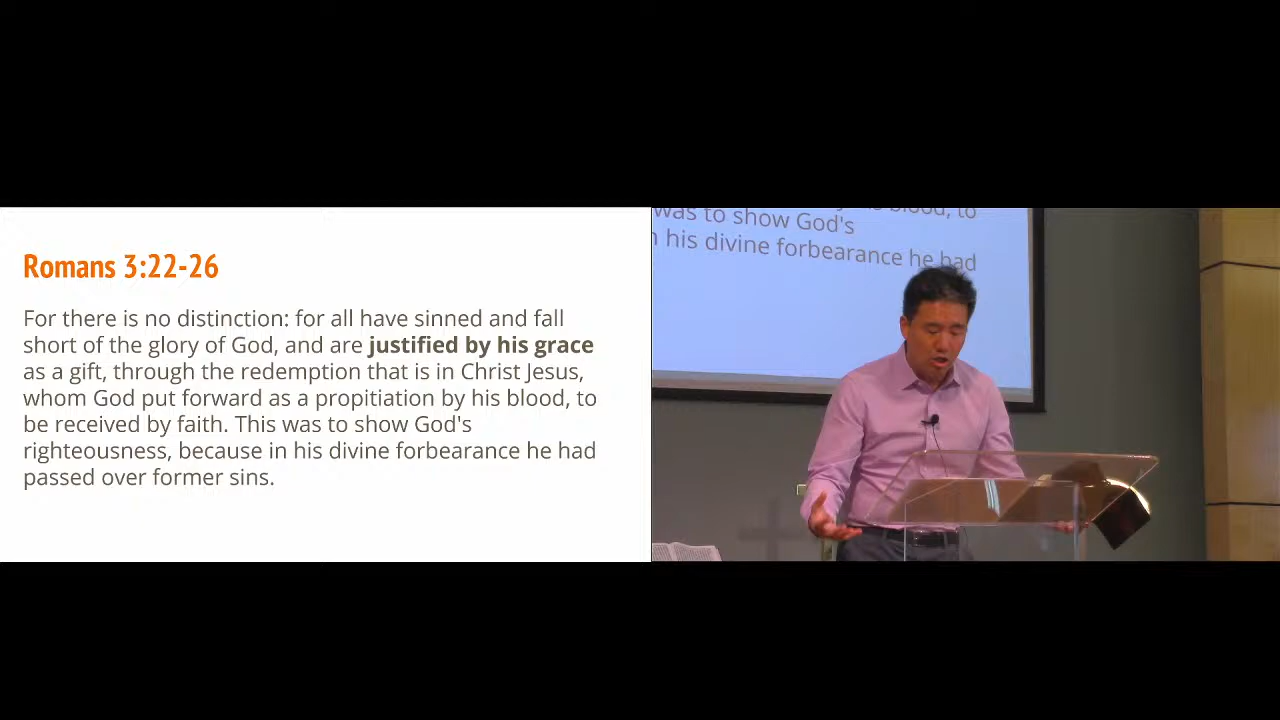 Romans 3:22-26
For there is no distinction: for all have sinned and fall
short of the glory of God, and are justified by his grace
as a gift, through the redemption that is in Christ Jesus,
whom God put forward as a propitiation by his blood, to
be received by faith. This was to show God's
righteousness, because in his divine forbearance he had
passed over former sins.
blood, to
was to show God's
his divine forbearance he had